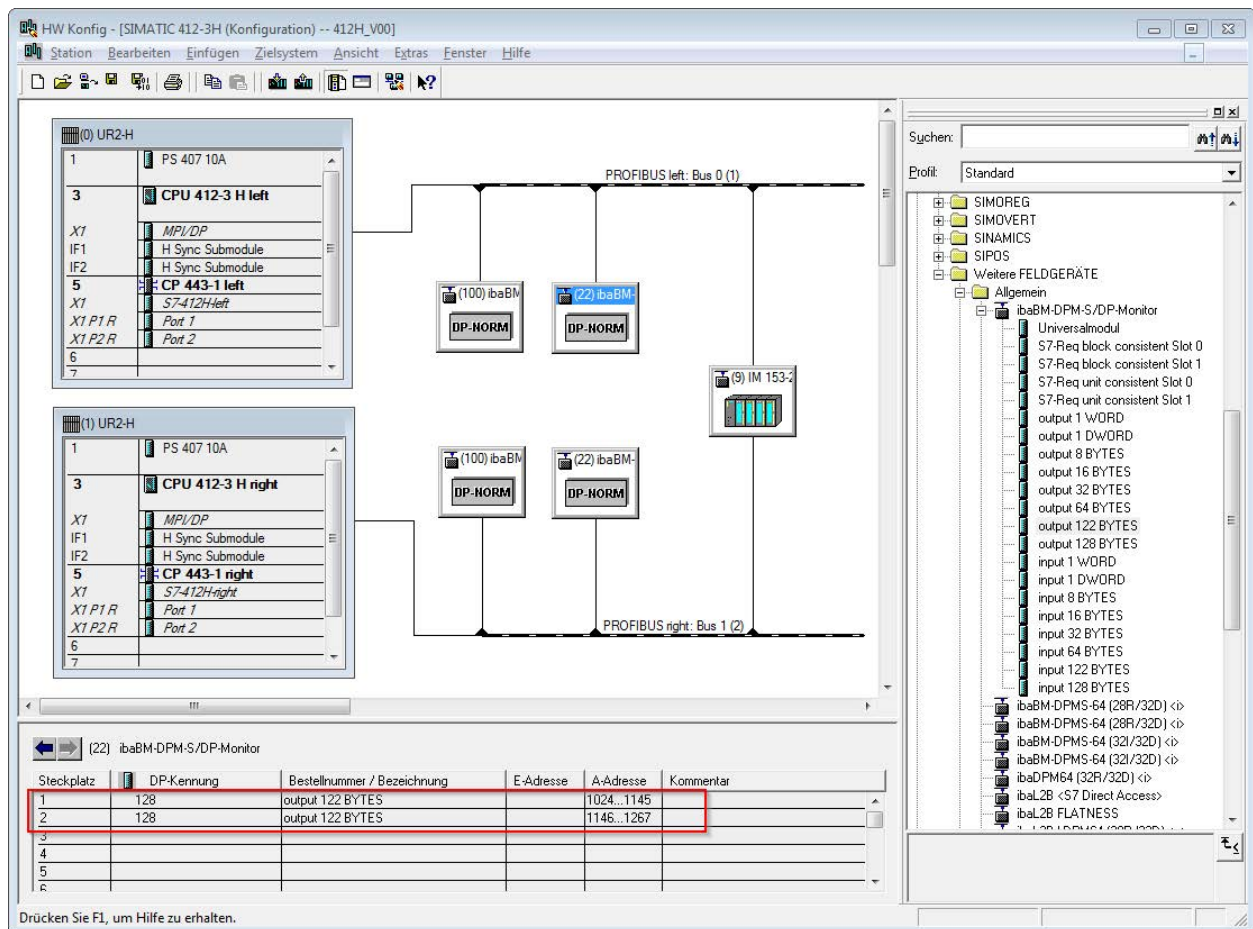 HW Konfig - [SIMATIC 412-3H (Konfiguration) -- 412H_V00]
Station Bearbeiten Einfügen Zielsystem Ansicht Extras Fenster Hilfe
(0) UR2-H
1 PS 407 10A
3 CPU 412-3 H left
X1 MPI/DP
IF1 H Sync Submodule
IF2 H Sync Submodule
5 CP 443-1 left
X1 S7-412H-left
X1 P1 R Port 1
X1 P2 R Port 2
6
7
(1) UR2-H
1 PS 407 10A
3 CPU 412-3 H right
X1 MPI/DP
IF1 H Sync Submodule
IF2 H Sync Submodule
5 CP 443-1 right
X1 S7-412H-right
X1 P1 R Port 1
X1 P2 R Port 2
6
7
PROFIBUS left: Bus 0 (1)
(100) ibaBM
DP-NORM
(22) ibaBM-
DP-NORM
(9) IM 153-2
(100) ibaBM
DP-NORM
(22) ibaBM-
DP-NORM
PROFIBUS right: Bus 1 (2)
Suchen:
Profil: Standard
SIMOREG
SIMOVERT
SINAMICS
SIPOS
Weitere FELDGERÄTE
Allgemein
ibaBM-DPM-S/DP-Monitor
Universalmodul
S7-Req block consistent Slot 0
S7-Req block consistent Slot 1
S7-Req unit consistent Slot 0
S7-Req unit consistent Slot 1
output 1 WORD
output 1 DWORD
output 8 BYTES
output 16 BYTES
output 32 BYTES
output 64 BYTES
output 122 BYTES
output 128 BYTES
input 1 WORD
input 1 DWORD
input 8 BYTES
input 16 BYTES
input 32 BYTES
input 64 BYTES
input 122 BYTES
input 128 BYTES
ibaBM-DPMS-64 (28R/32D) <i>
ibaBM-DPMS-64 (28R/32D) <i>
ibaBM-DPMS-64 (32I/32D) <i>
ibaBM-DPMS-64 (32I/32D) <i>
ibaDPM64 (32R/32D) <i>
ibaL2B <S7 Direct Access>
ibaL2B FLATNESS
(22) ibaBM-DPM-S/DP-Monitor
Steckplatz DP-Kennung Bestellnummer / Bezeichnung E-Adresse A-Adresse Kommentar
1 128 output 122 BYTES 1024...1145
2 128 output 122 BYTES 1146...1267
3
4
5
6
Drücken Sie F1, um Hilfe zu erhalten.